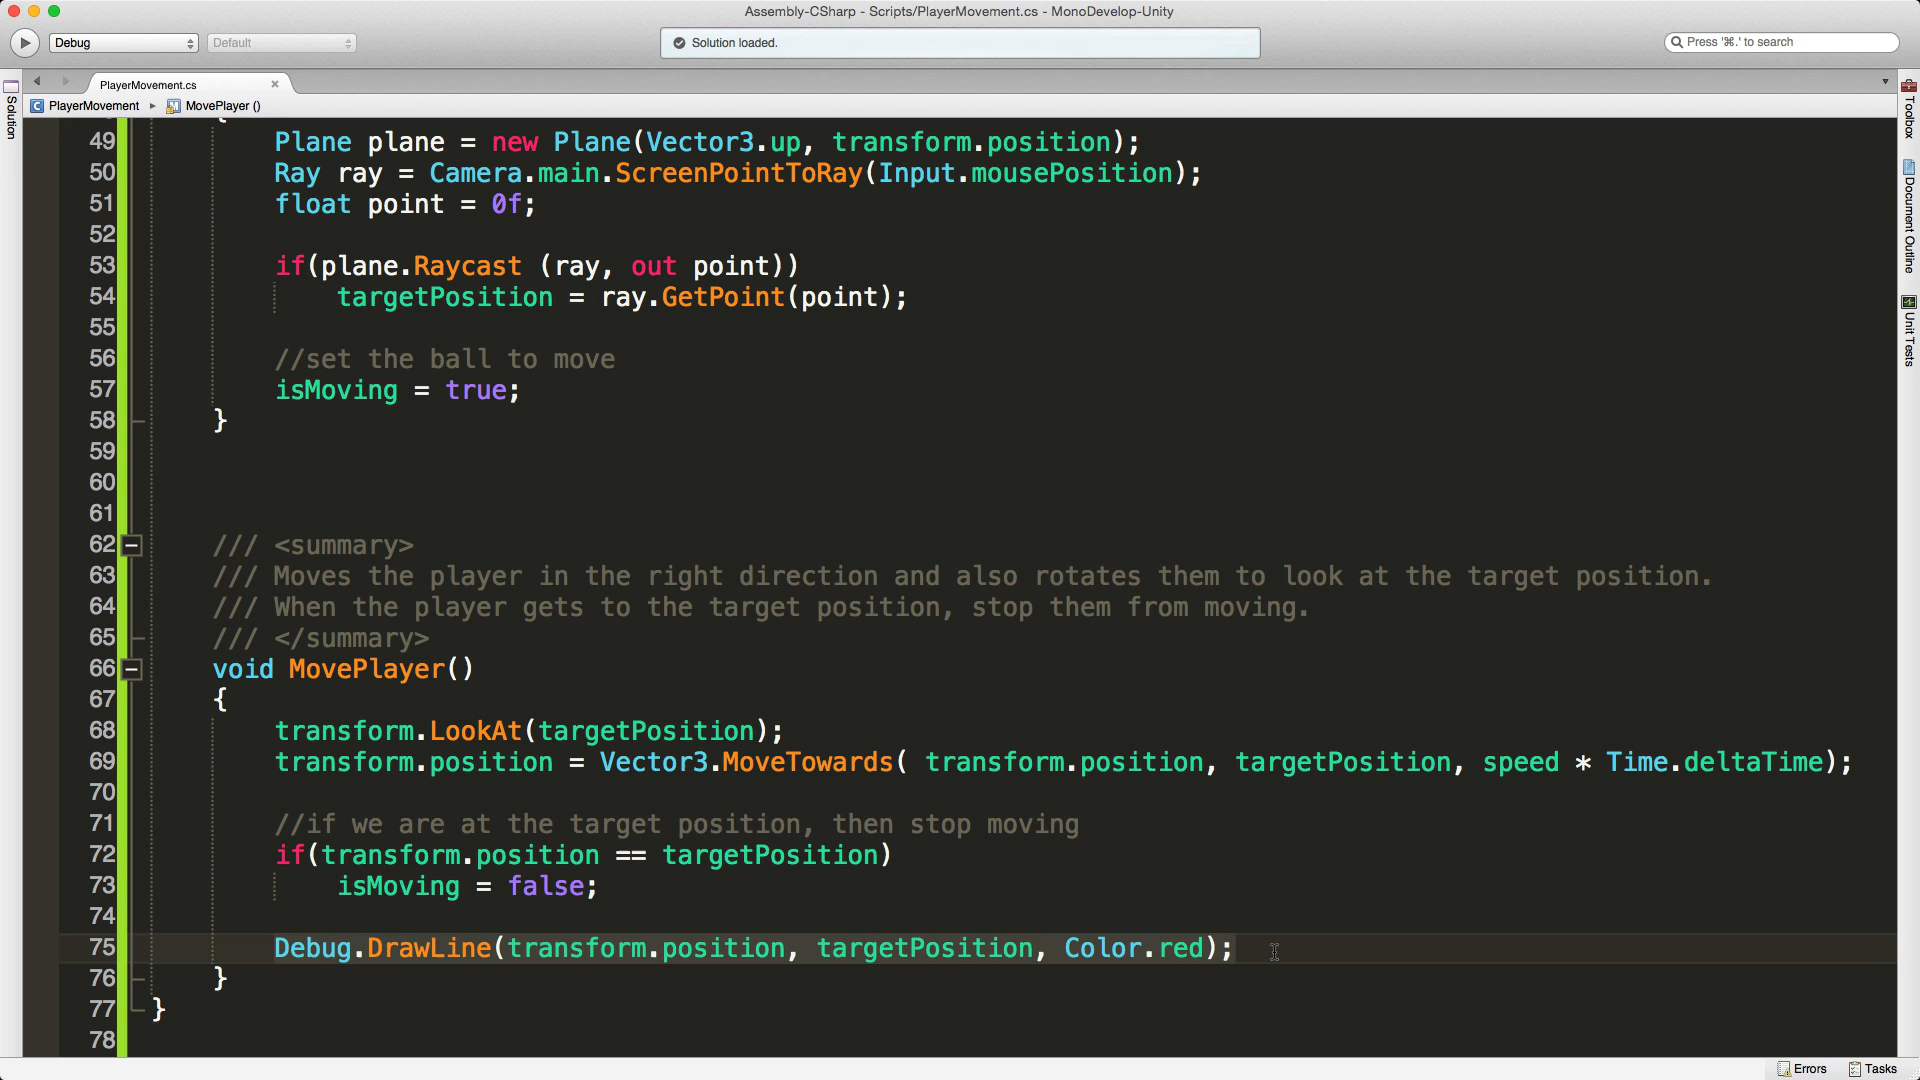 Assembly-CSharp - Scripts/PlayerMovement.cs - MonoDevelop-Unity
Debug
Default
Solution loaded.
Press '⌘.' to search
PlayerMovement.cs
PlayerMovement
MovePlayer ()
Solution
Toolbox
Document Outline
Unit Tests
{
49 Plane plane = new Plane(Vector3.up, transform.position);
50 Ray ray = Camera.main.ScreenPointToRay(Input.mousePosition);
51 float point = 0f;
52
53 if(plane.Raycast (ray, out point))
54 targetPosition = ray.GetPoint(point);
55
56 //set the ball to move
57 isMoving = true;
58 }
59
60
61
62 /// <summary>
63 /// Moves the player in the right direction and also rotates them to look at the target position.
64 /// When the player gets to the target position, stop them from moving.
65 /// </summary>
66 void MovePlayer()
67 {
68 transform.LookAt(targetPosition);
69 transform.position = Vector3.MoveTowards( transform.position, targetPosition, speed * Time.deltaTime);
70
71 //if we are at the target position, then stop moving
72 if(transform.position == targetPosition)
73 isMoving = false;
74
75 Debug.DrawLine(transform.position, targetPosition, Color.red);
76 }
77 }
78
Errors
Tasks